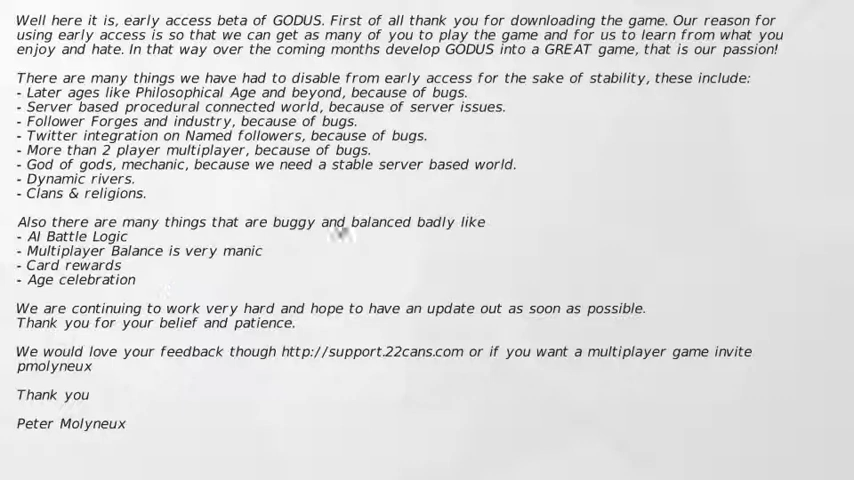 Well here it is, early access beta of GODUS. First of all thank you for downloading the game. Our reason for
using early access is so that we can get as many of you to play the game and for us to learn from what you
enjoy and hate. In that way over the coming months develop GODUS into a GREAT game, that is our passion!
There are many things we have had to disable from early access for the sake of stability, these include:
- Later ages like Philosophical Age and beyond, because of bugs.
- Server based procedural connected world, because of server issues.
- Follower Forges and industry, because of bugs.
- Twitter integration on Named followers, because of bugs.
- More than 2 player multiplayer, because of bugs.
- God of gods, mechanic, because we need a stable server based world.
- Dynamic rivers.
- Clans & religions.
Also there are many things that are buggy and balanced badly like
- AI Battle Logic
- Multiplayer Balance is very manic
- Card rewards
- Age celebration
We are continuing to work very hard and hope to have an update out as soon as possible.
Thank you for your belief and patience.
We would love your feedback though http://support.22cans.com or if you want a multiplayer game invite
pmolyneux
Thank you
Peter Molyneux